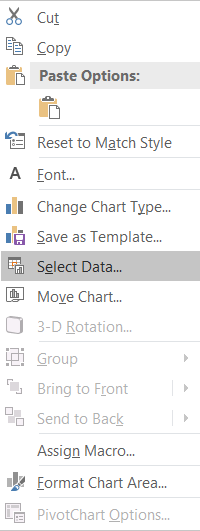 Cut
Copy
Paste Options:
Reset to Match Style
A Font...
Change Chart Type...
Save as Template...
Select Data...
Move Chart...
3-D Rotation...
Group
Bring to Front
Send to Back
Assign Macro...
Format Chart Area...
PivotChart Options...